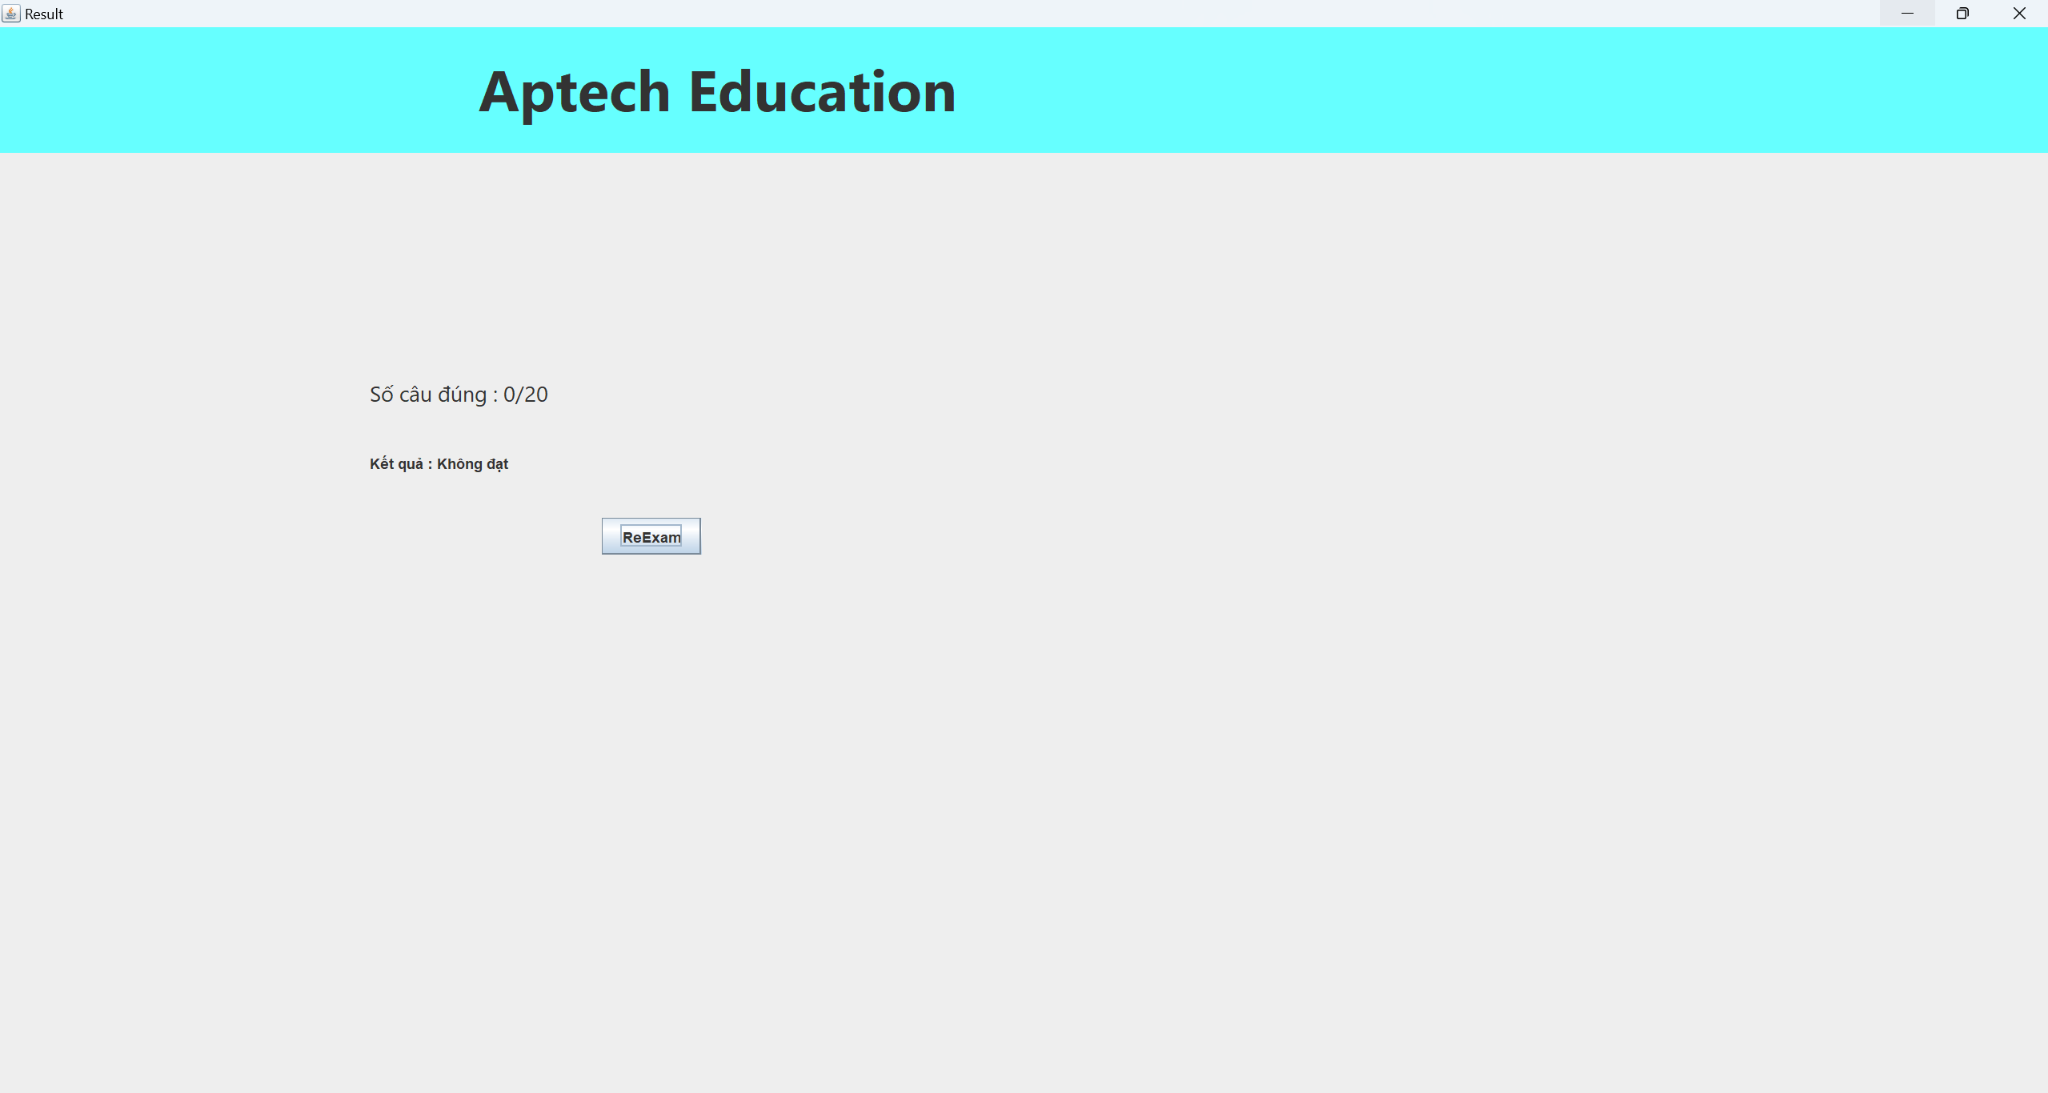 Result
Aptech Education
Số câu đúng : 0/20
Kết quả : Không đạt
ReExam